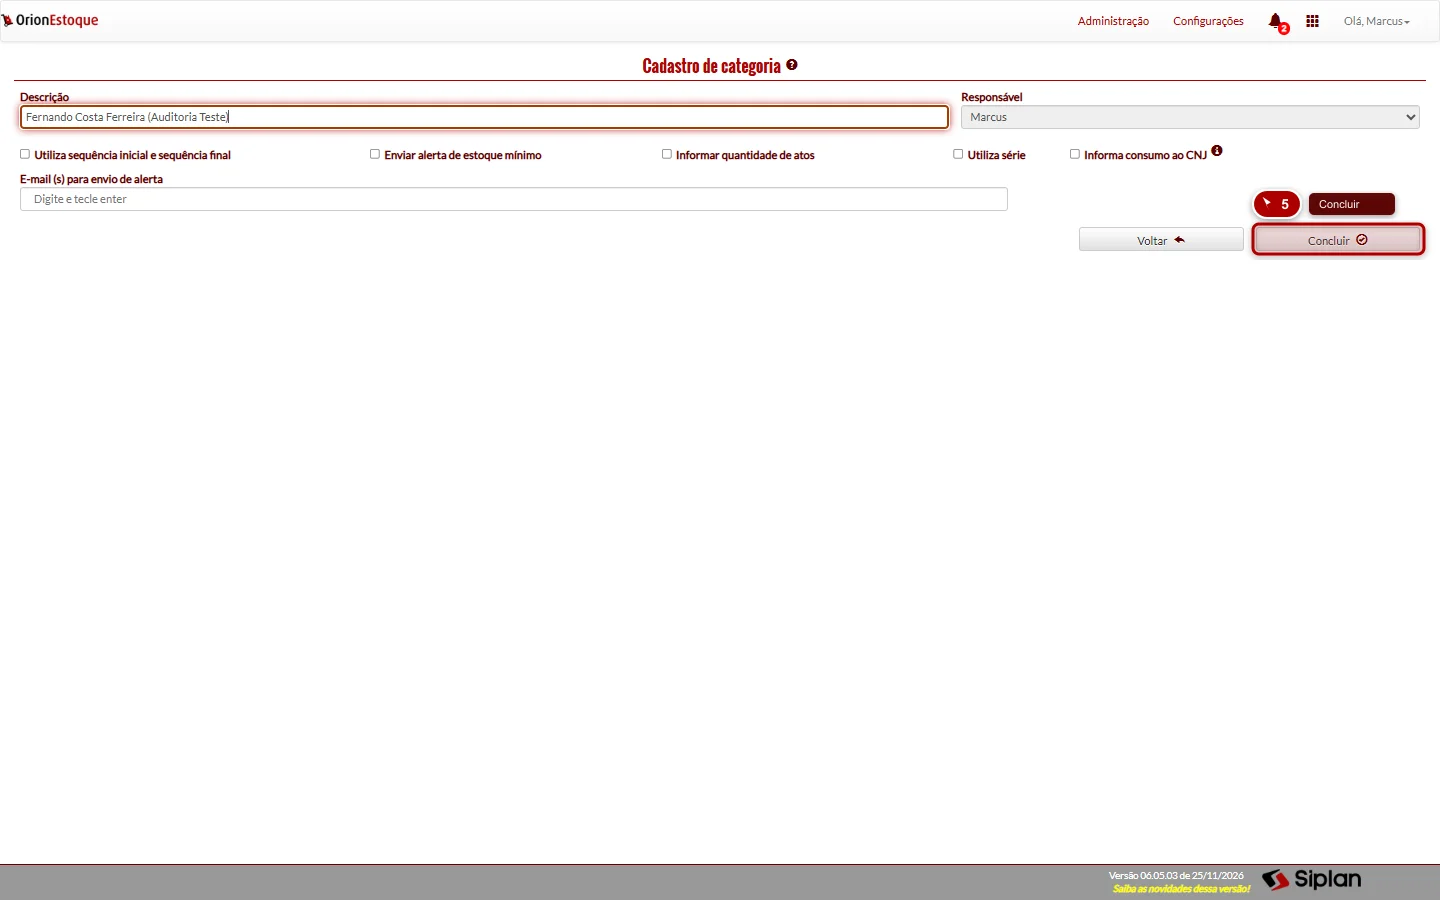 OrionEstoque
Administração Configurações 2 Olá, Marcus
Cadastro de categoria
Descrição Responsável
Fernando Costa Ferreira (Auditoria Teste) Marcus
Utiliza sequência inicial e sequência final Enviar alerta de estoque mínimo Informar quantidade de atos Utiliza série Informa consumo ao CNJ
E-mail (s) para envio de alerta
Digite e tecle enter
5 Concluir
Voltar Concluir
Versão 06.05.03 de 25/11/2026
Saiba as novidades dessa versão!
Siplan